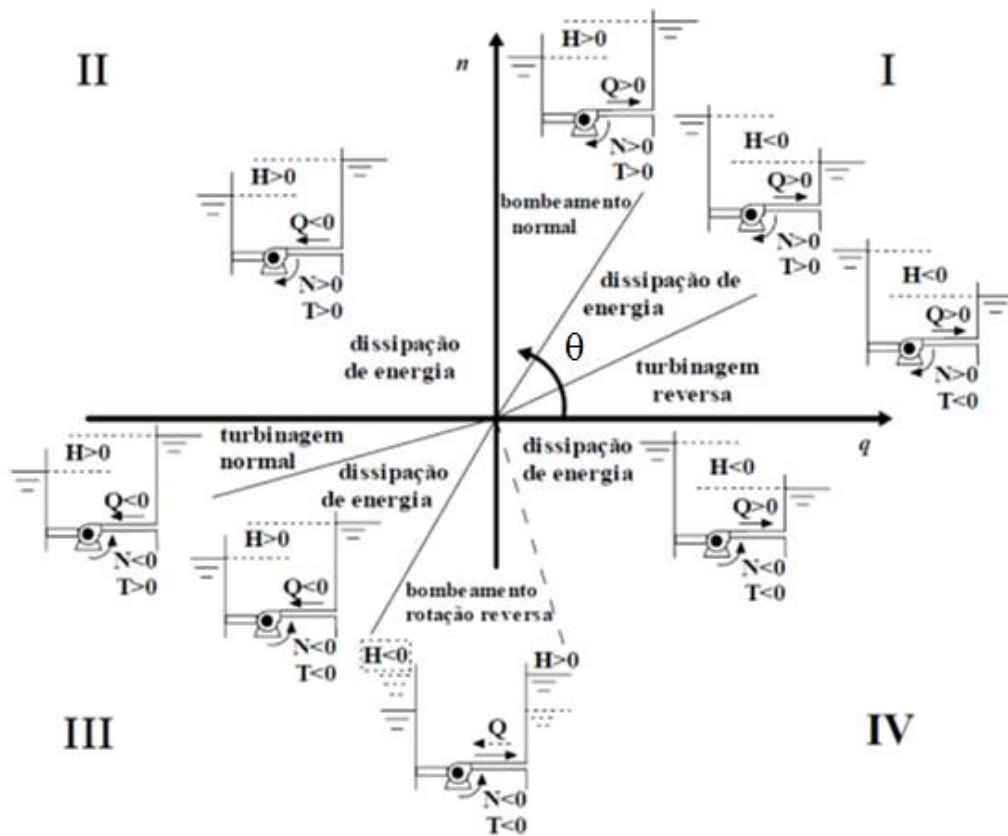 II
n
I
H>0
Q>0
N>0
T>0
bombeamento
normal
H<0
Q>0
N>0
T>0
H>0
Q<0
N>0
T>0
H<0
Q>0
N>0
T<0
dissipação de
energia
θ
dissipação
de energia
turbinagem
reversa
q
H>0
Q<0
N<0
T>0
turbinagem
normal
dissipação
de energia
dissipação
de energia
H<0
Q>0
N<0
T<0
H>0
Q<0
N<0
T<0
bombeamento
rotação reversa
H<0
H>0
Q
N<0
T<0
III
IV